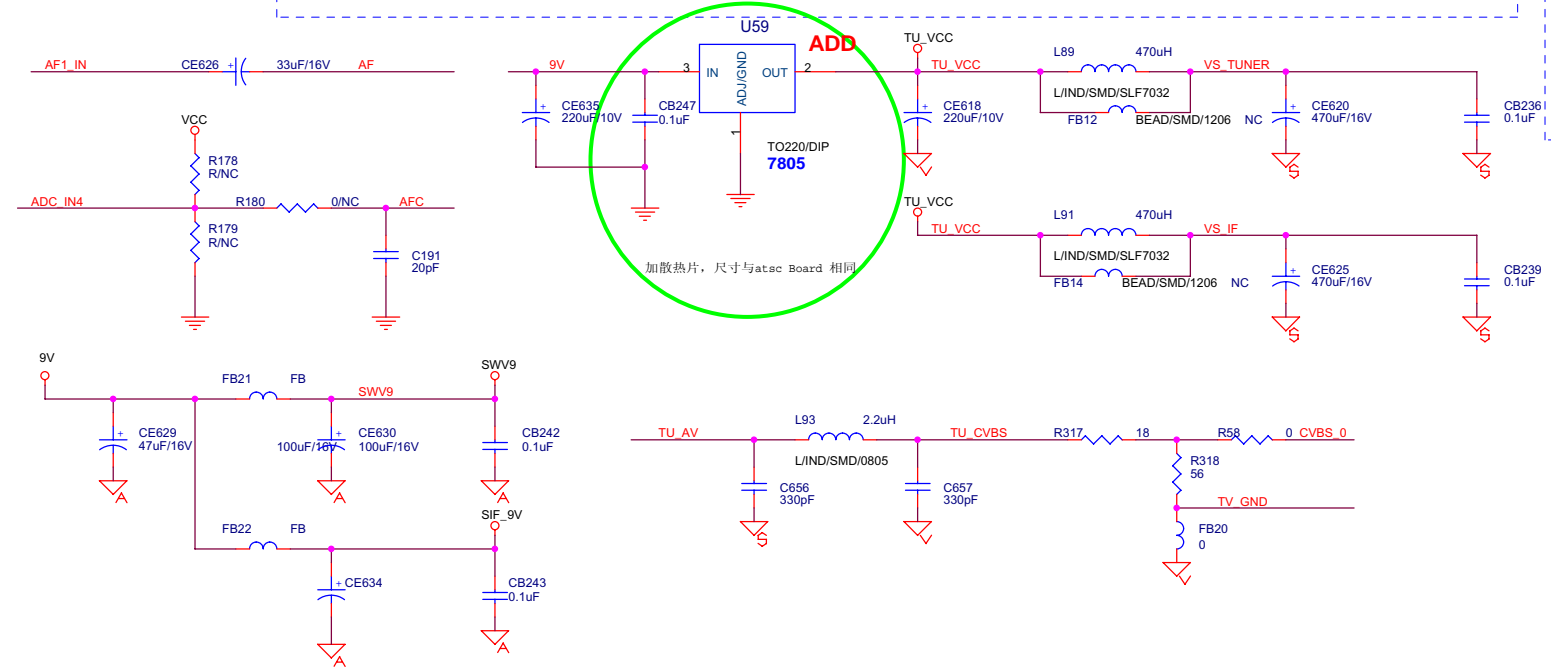 U59
ADD
AF1_IN
CE626
+
33uF/16V
AF
9V
3
IN
OUT
2
ADJ/GND
1
+
CE635
220uF/10V
CB247
0.1uF
TO220/DIP
7805
加散热片，尺寸与atsc Board 相同
TU_VCC
TU_VCC
+
CE618
220uF/10V
V
L89
470uH
L/IND/SMD/SLF7032
FB12
BEAD/SMD/1206
VS_TUNER
NC
+
CE620
470uF/16V
S
CB236
0.1uF
S
VCC
R178
R/NC
ADC_IN4
R180
0/NC
AFC
R179
R/NC
C191
20pF
TU_VCC
TU_VCC
L91
470uH
L/IND/SMD/SLF7032
FB14
BEAD/SMD/1206
VS_IF
NC
+
CE625
470uF/16V
S
CB239
0.1uF
S
9V
FB21
FB
SWV9
SWV9
+
CE629
47uF/16V
A
100uF/16V
+
CE630
100uF/16V
A
CB242
0.1uF
A
FB22
FB
SIF_9V
+
CE634
A
CB243
0.1uF
A
TU_AV
L93
2.2uH
L/IND/SMD/0805
TU_CVBS
R317
18
R58
0
CVBS_0
C656
330pF
S
C657
330pF
V
R318
56
TV_GND
FB20
0
V